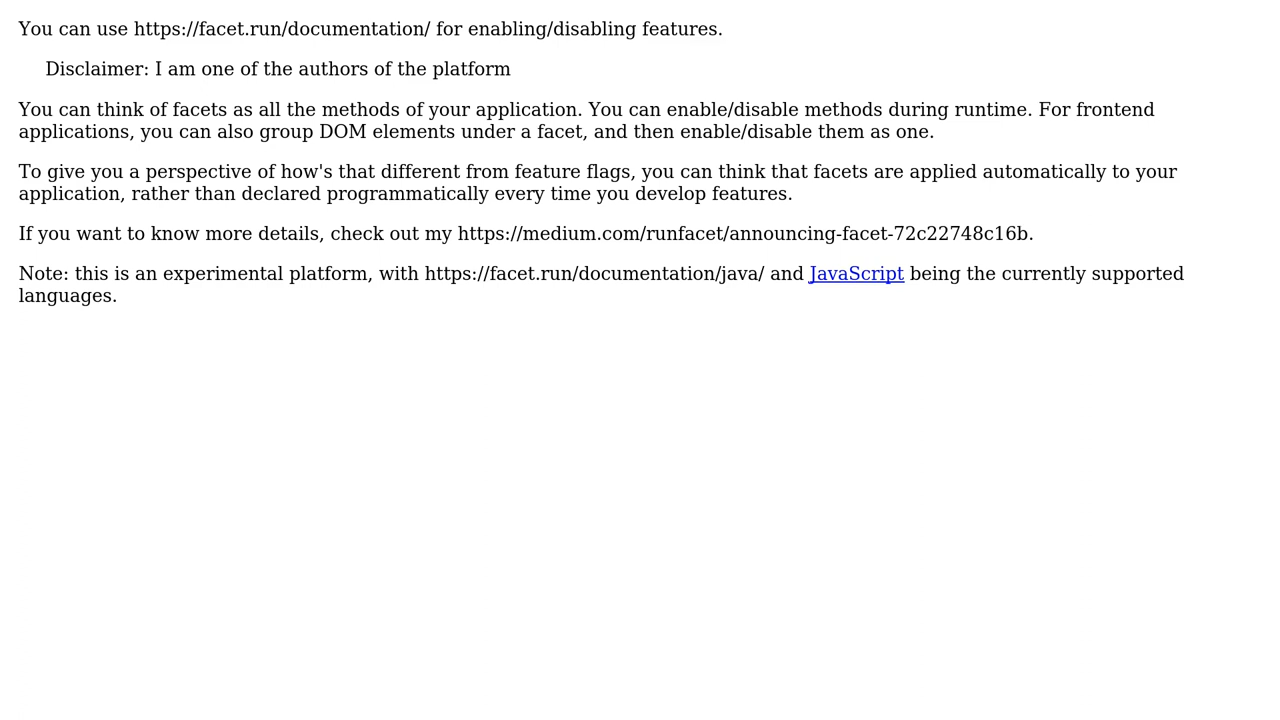 You can use https://facet.run/documentation/ for enabling/disabling features.
Disclaimer: I am one of the authors of the platform
You can think of facets as all the methods of your application. You can enable/disable methods during runtime. For frontend
applications, you can also group DOM elements under a facet, and then enable/disable them as one.
To give you a perspective of how's that different from feature flags, you can think that facets are applied automatically to your
application, rather than declared programmatically every time you develop features.
If you want to know more details, check out my https://medium.com/runfacet/announcing-facet-72c22748c16b.
Note: this is an experimental platform, with https://facet.run/documentation/java/ and JavaScript being the currently supported
languages.